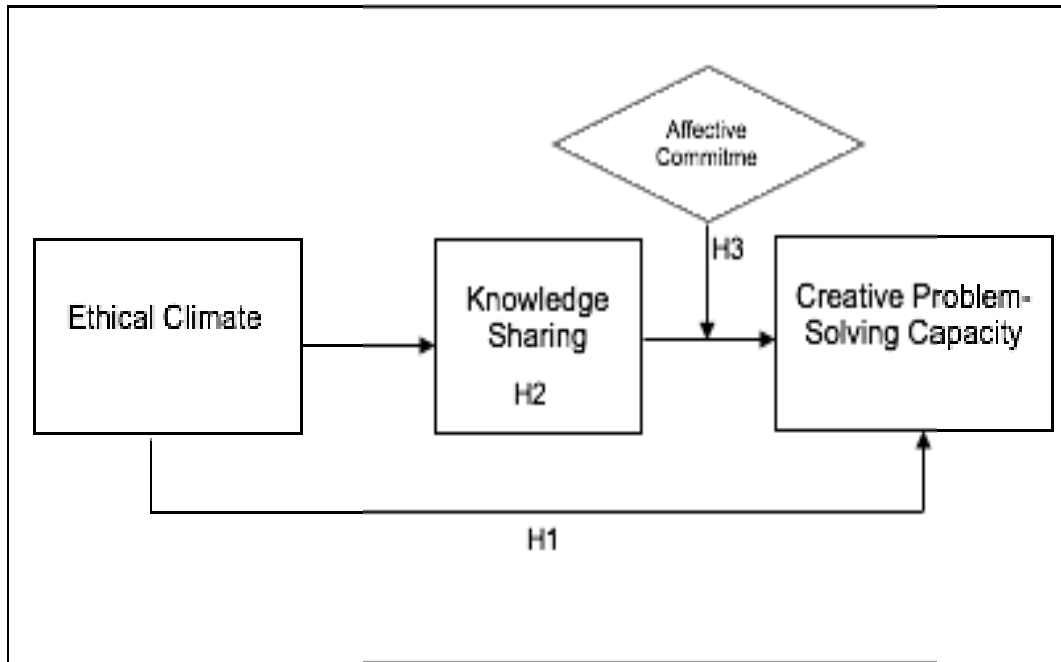 Affective
Commitme
H3
Ethical Climate
Knowledge
Sharing
H2
Creative Problem-
Solving Capacity
H1